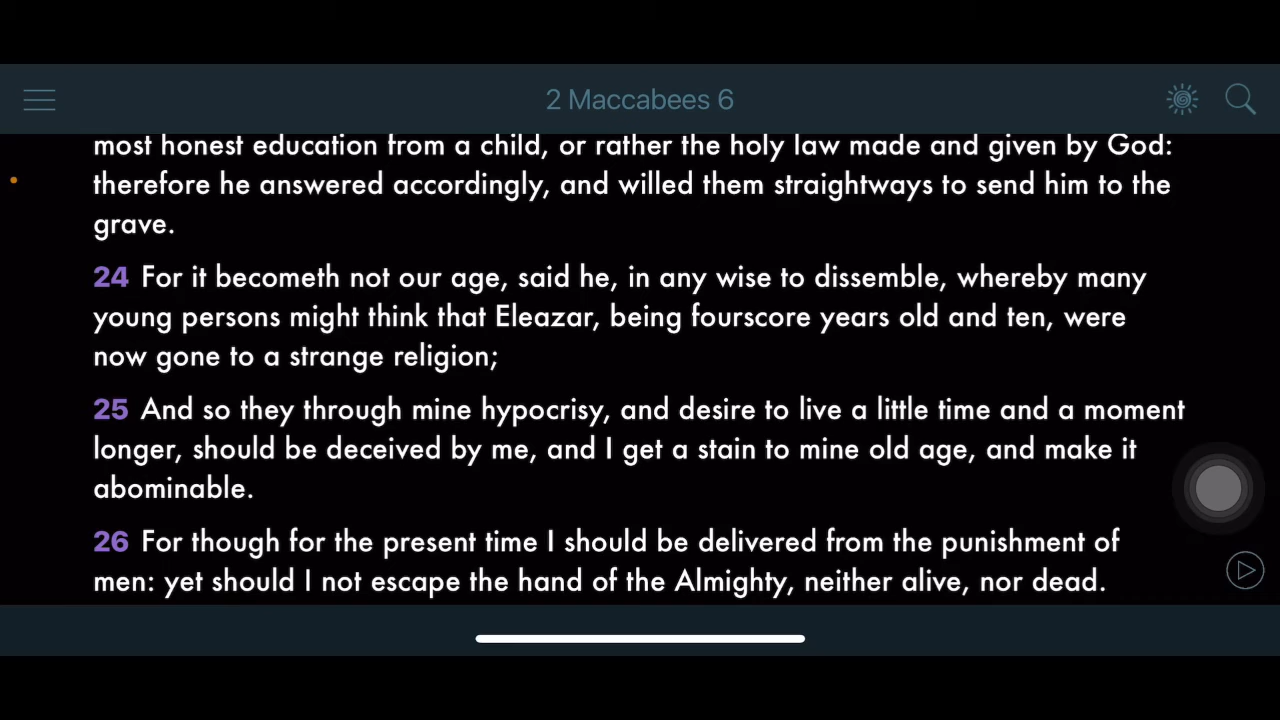 2 Maccabees 6
most honest education from a child, or rather the holy law made and given by God:
therefore he answered accordingly, and willed them straightways to send him to the
grave.
24 For it becometh not our age, said he, in any wise to dissemble, whereby many
young persons might think that Eleazar, being fourscore years old and ten, were
now gone to a strange religion;
25 And so they through mine hypocrisy, and desire to live a little time and a moment
longer, should be deceived by me, and I get a stain to mine old age, and make it
abominable.
26 For though for the present time I should be delivered from the punishment of
men: yet should I not escape the hand of the Almighty, neither alive, nor dead.